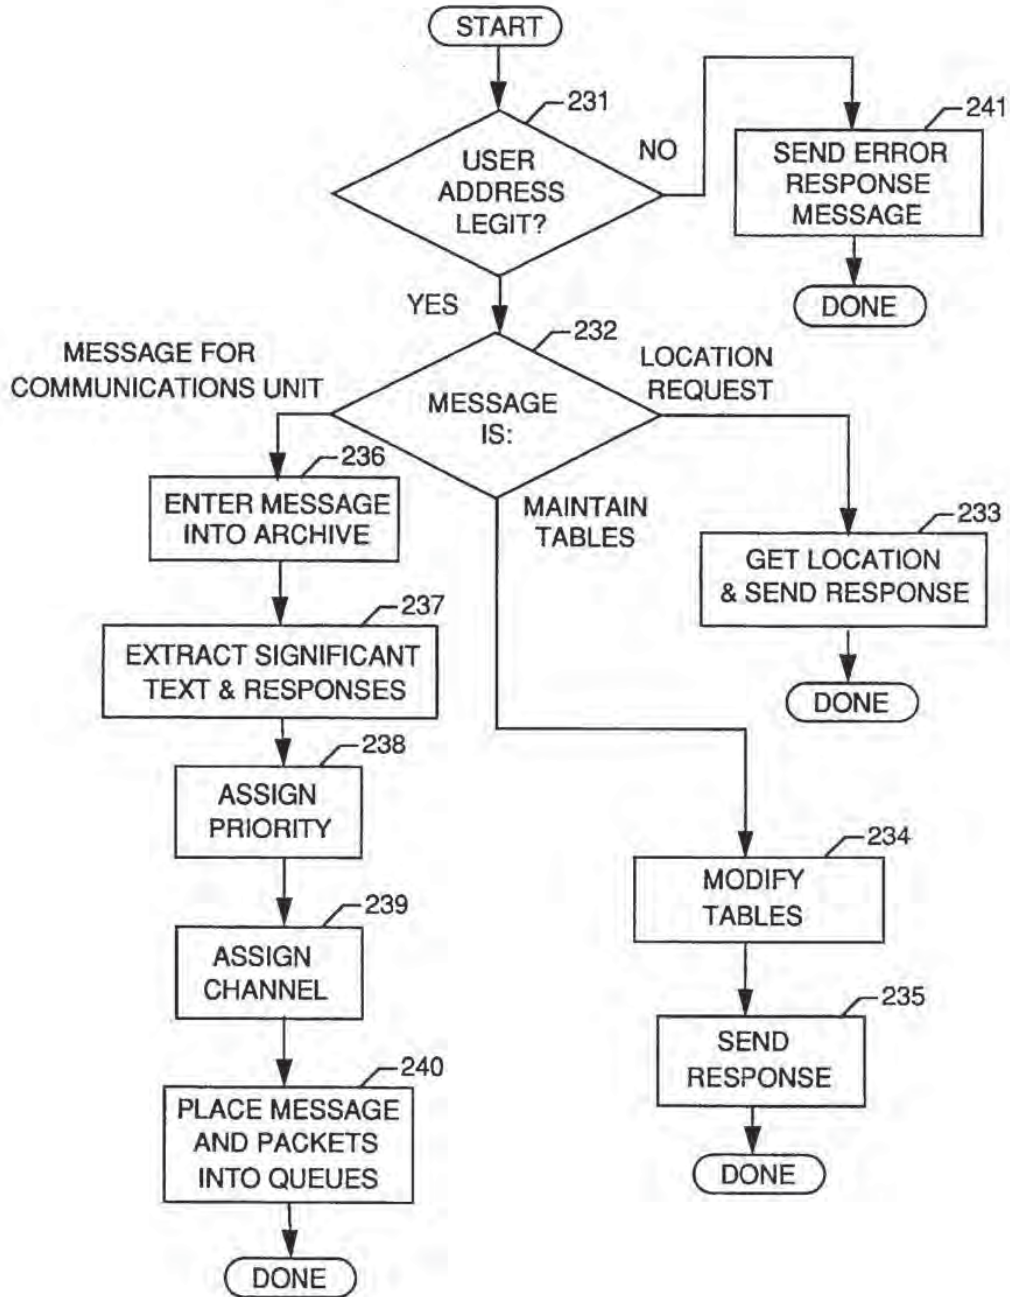 START
231
USER
ADDRESS
LEGIT?
NO
241
SEND ERROR
RESPONSE
MESSAGE
DONE
YES
232
MESSAGE
IS:
MESSAGE FOR
COMMUNICATIONS UNIT
LOCATION
REQUEST
MAINTAIN
TABLES
236
ENTER MESSAGE
INTO ARCHIVE
237
EXTRACT SIGNIFICANT
TEXT & RESPONSES
238
ASSIGN
PRIORITY
239
ASSIGN
CHANNEL
240
PLACE MESSAGE
AND PACKETS
INTO QUEUES
DONE
233
GET LOCATION
& SEND RESPONSE
DONE
234
MODIFY
TABLES
235
SEND
RESPONSE
DONE